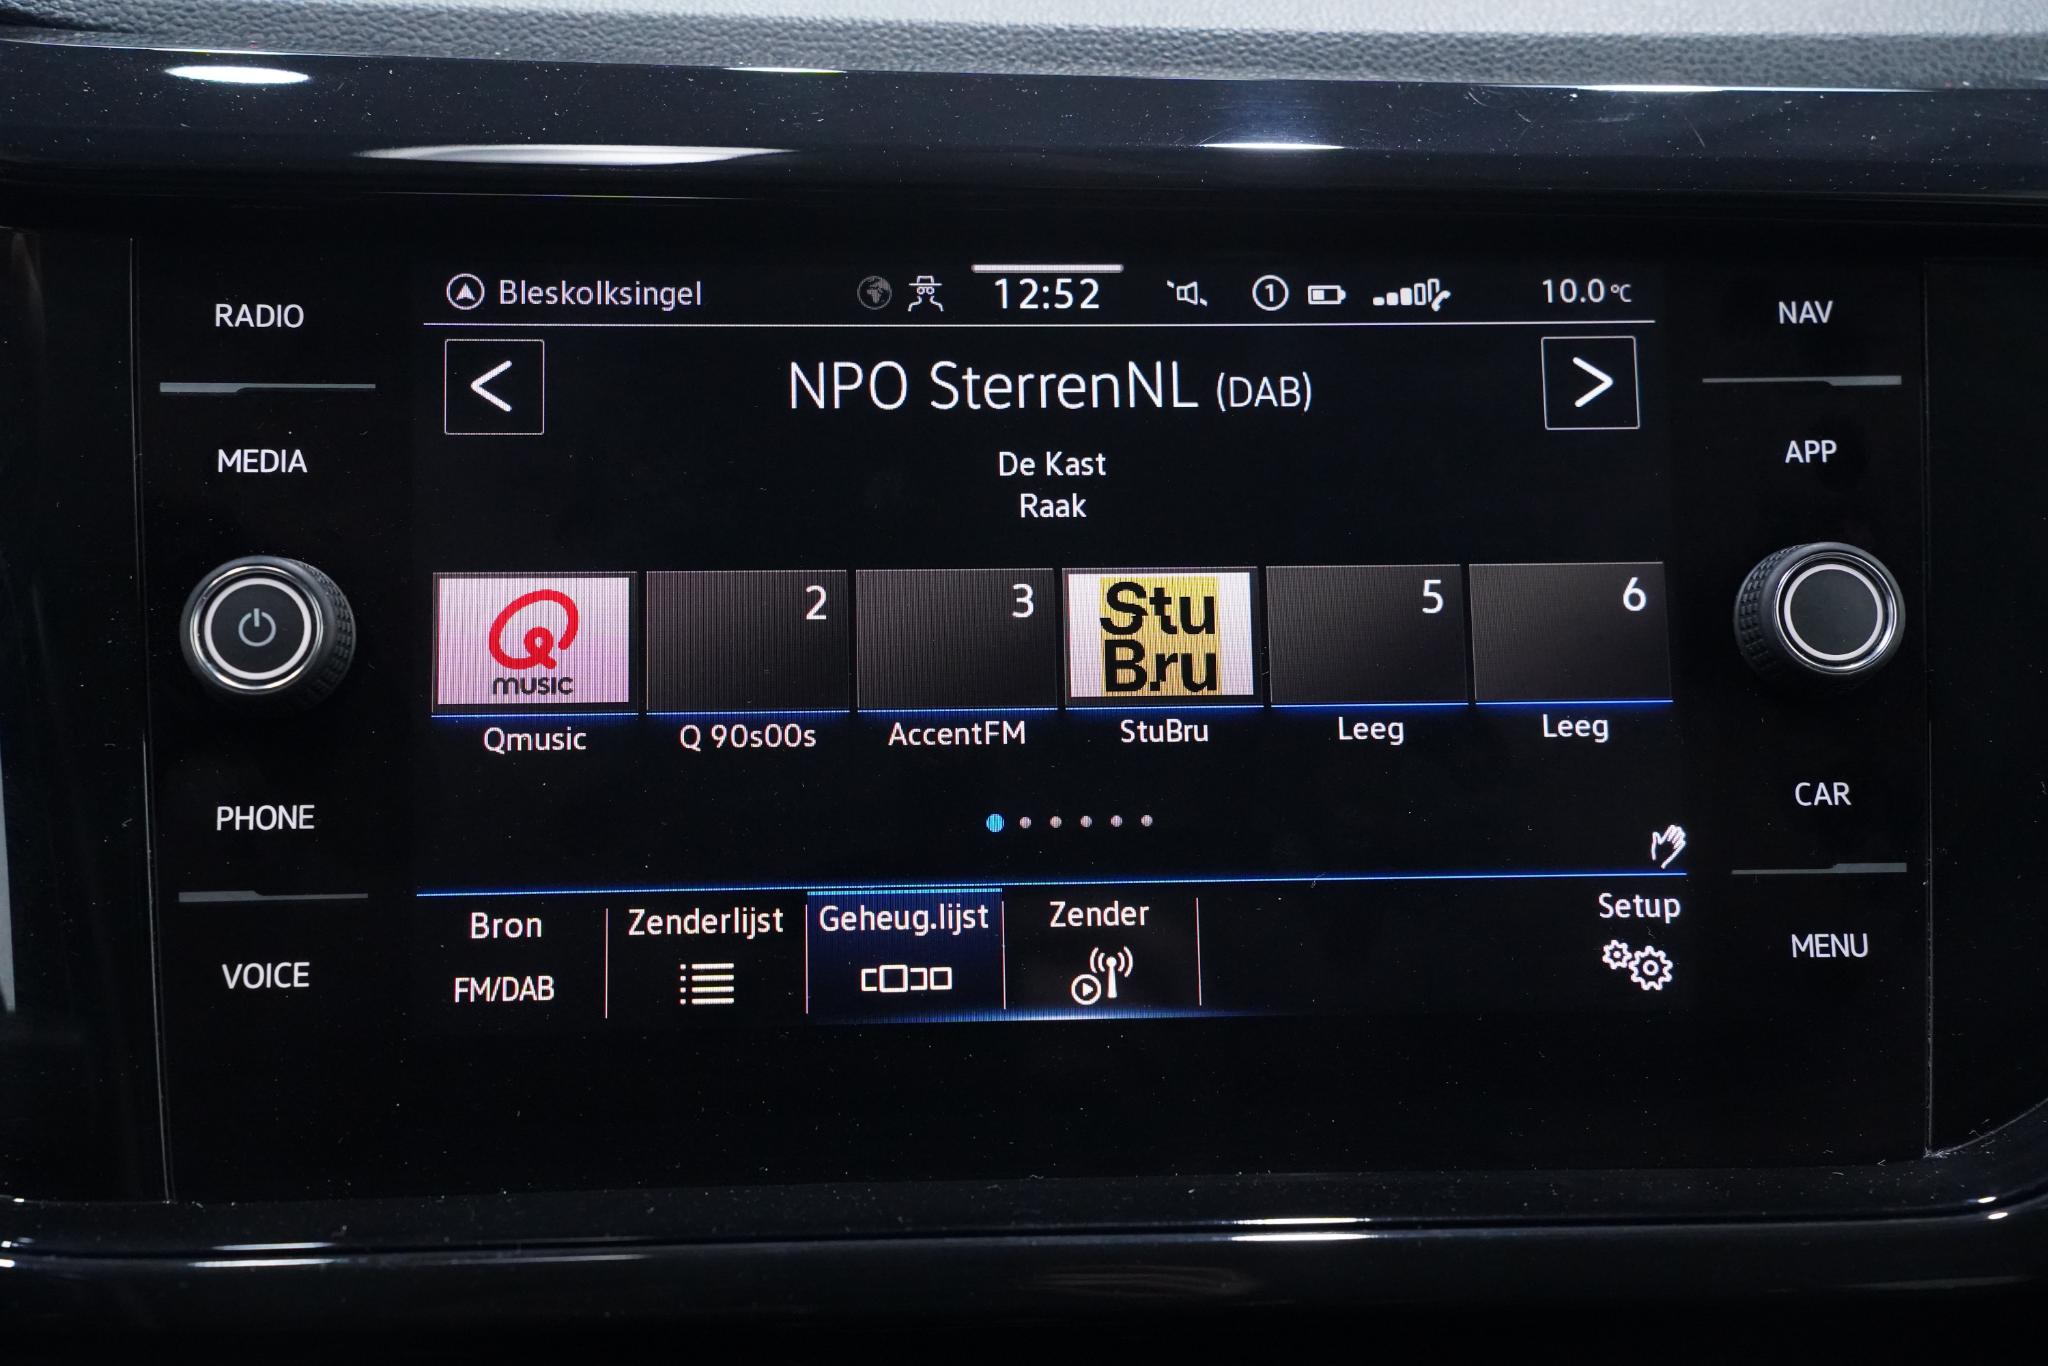 RADIO
MEDIA
PHONE
VOICE
Bleskolksingel
12:52
1
10.0°C
<
NPO SterrenNL (DAB)
>
De Kast
Raak
Q
music
2
3
Stu
Bru
5
6
Qmusic
Q 90s00s
AccentFM
StuBru
Leeg
Leeg
Bron
FM/DAB
Zenderlijst
Geheug.lijst
Zender
Setup
NAV
APP
CAR
MENU